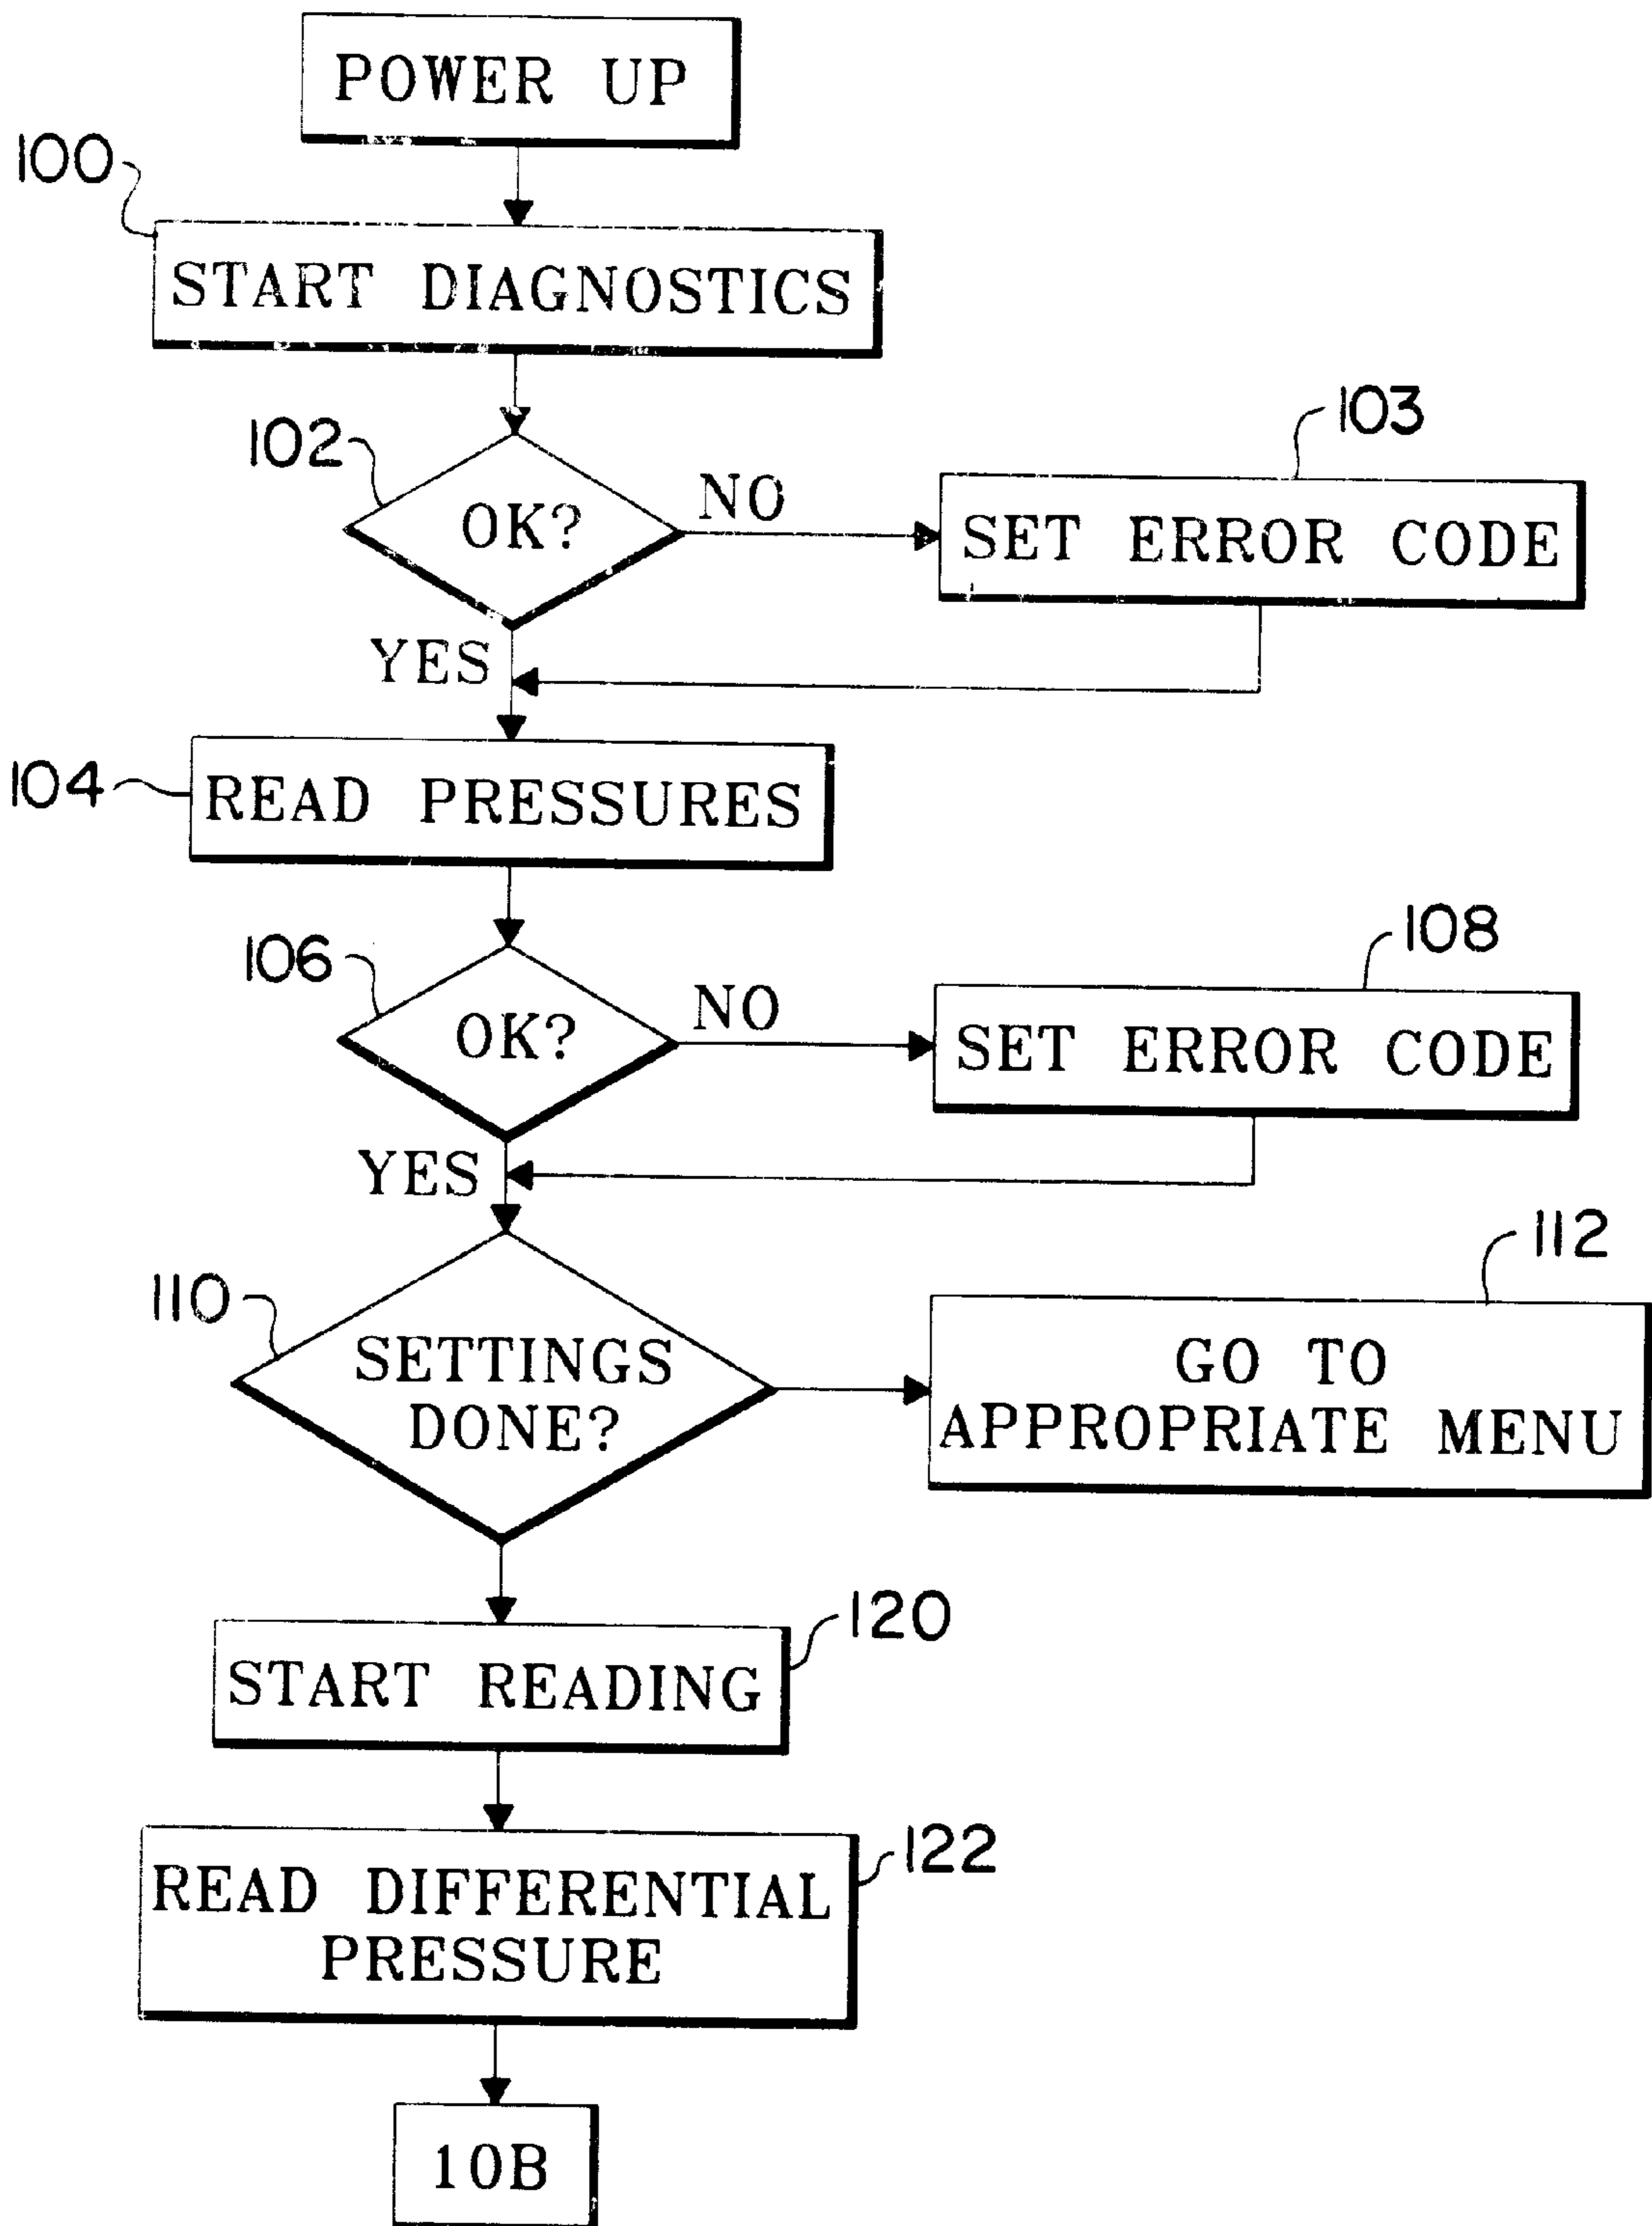 POWER UP
100
START DIAGNOSTICS
102
OK?
NO
103
SET ERROR CODE
YES
104
READ PRESSURES
106
OK?
NO
108
SET ERROR CODE
YES
110
SETTINGS
DONE?
112
GO TO
APPROPRIATE MENU
120
START READING
122
READ DIFFERENTIAL
PRESSURE
10B